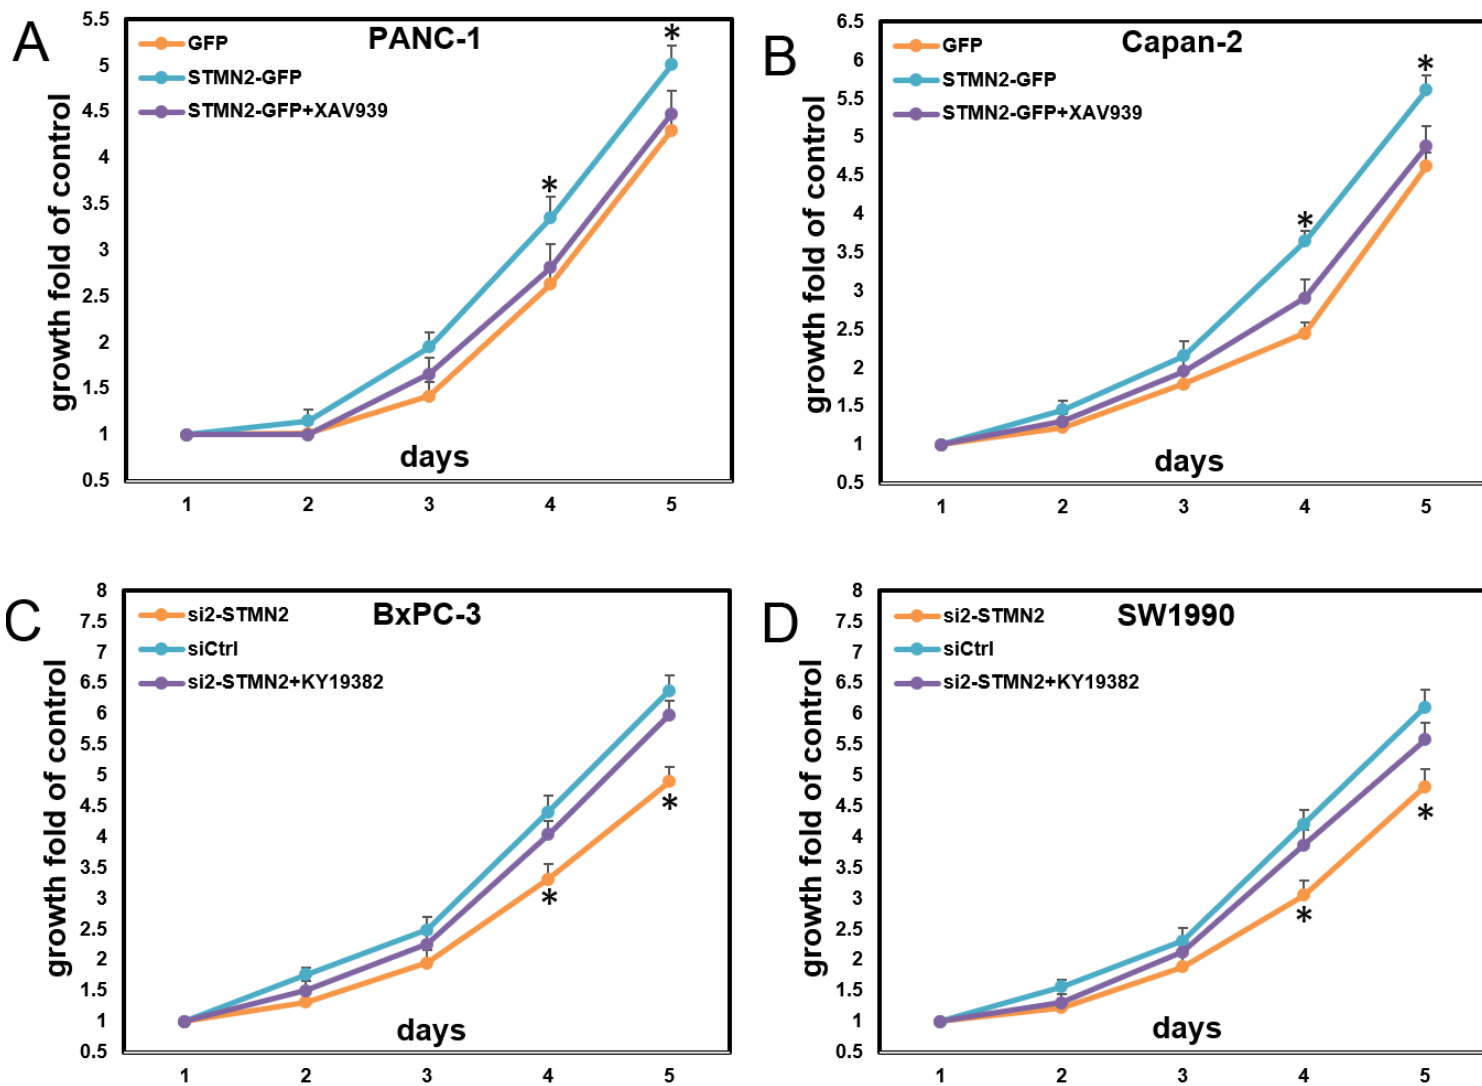 A
PANC-1
GFP
STMN2-GFP
STMN2-GFP+XAV939
growth fold of control
5.5
5
4.5
4
3.5
3
2.5
2
1.5
1
0.5
*
*
days
1 2 3 4 5
B
Capan-2
GFP
STMN2-GFP
STMN2-GFP+XAV939
growth fold of control
6.5
6
5.5
5
4.5
4
3.5
3
2.5
2
1.5
1
0.5
*
*
days
1 2 3 4 5
C
BxPC-3
si2-STMN2
siCtrl
si2-STMN2+KY19382
growth fold of control
8
7.5
7
6.5
6
5.5
5
4.5
4
3.5
3
2.5
2
1.5
1
0.5
*
*
days
1 2 3 4 5
D
SW1990
si2-STMN2
siCtrl
si2-STMN2+KY19382
growth fold of control
8
7.5
7
6.5
6
5.5
5
4.5
4
3.5
3
2.5
2
1.5
1
0.5
*
*
days
1 2 3 4 5